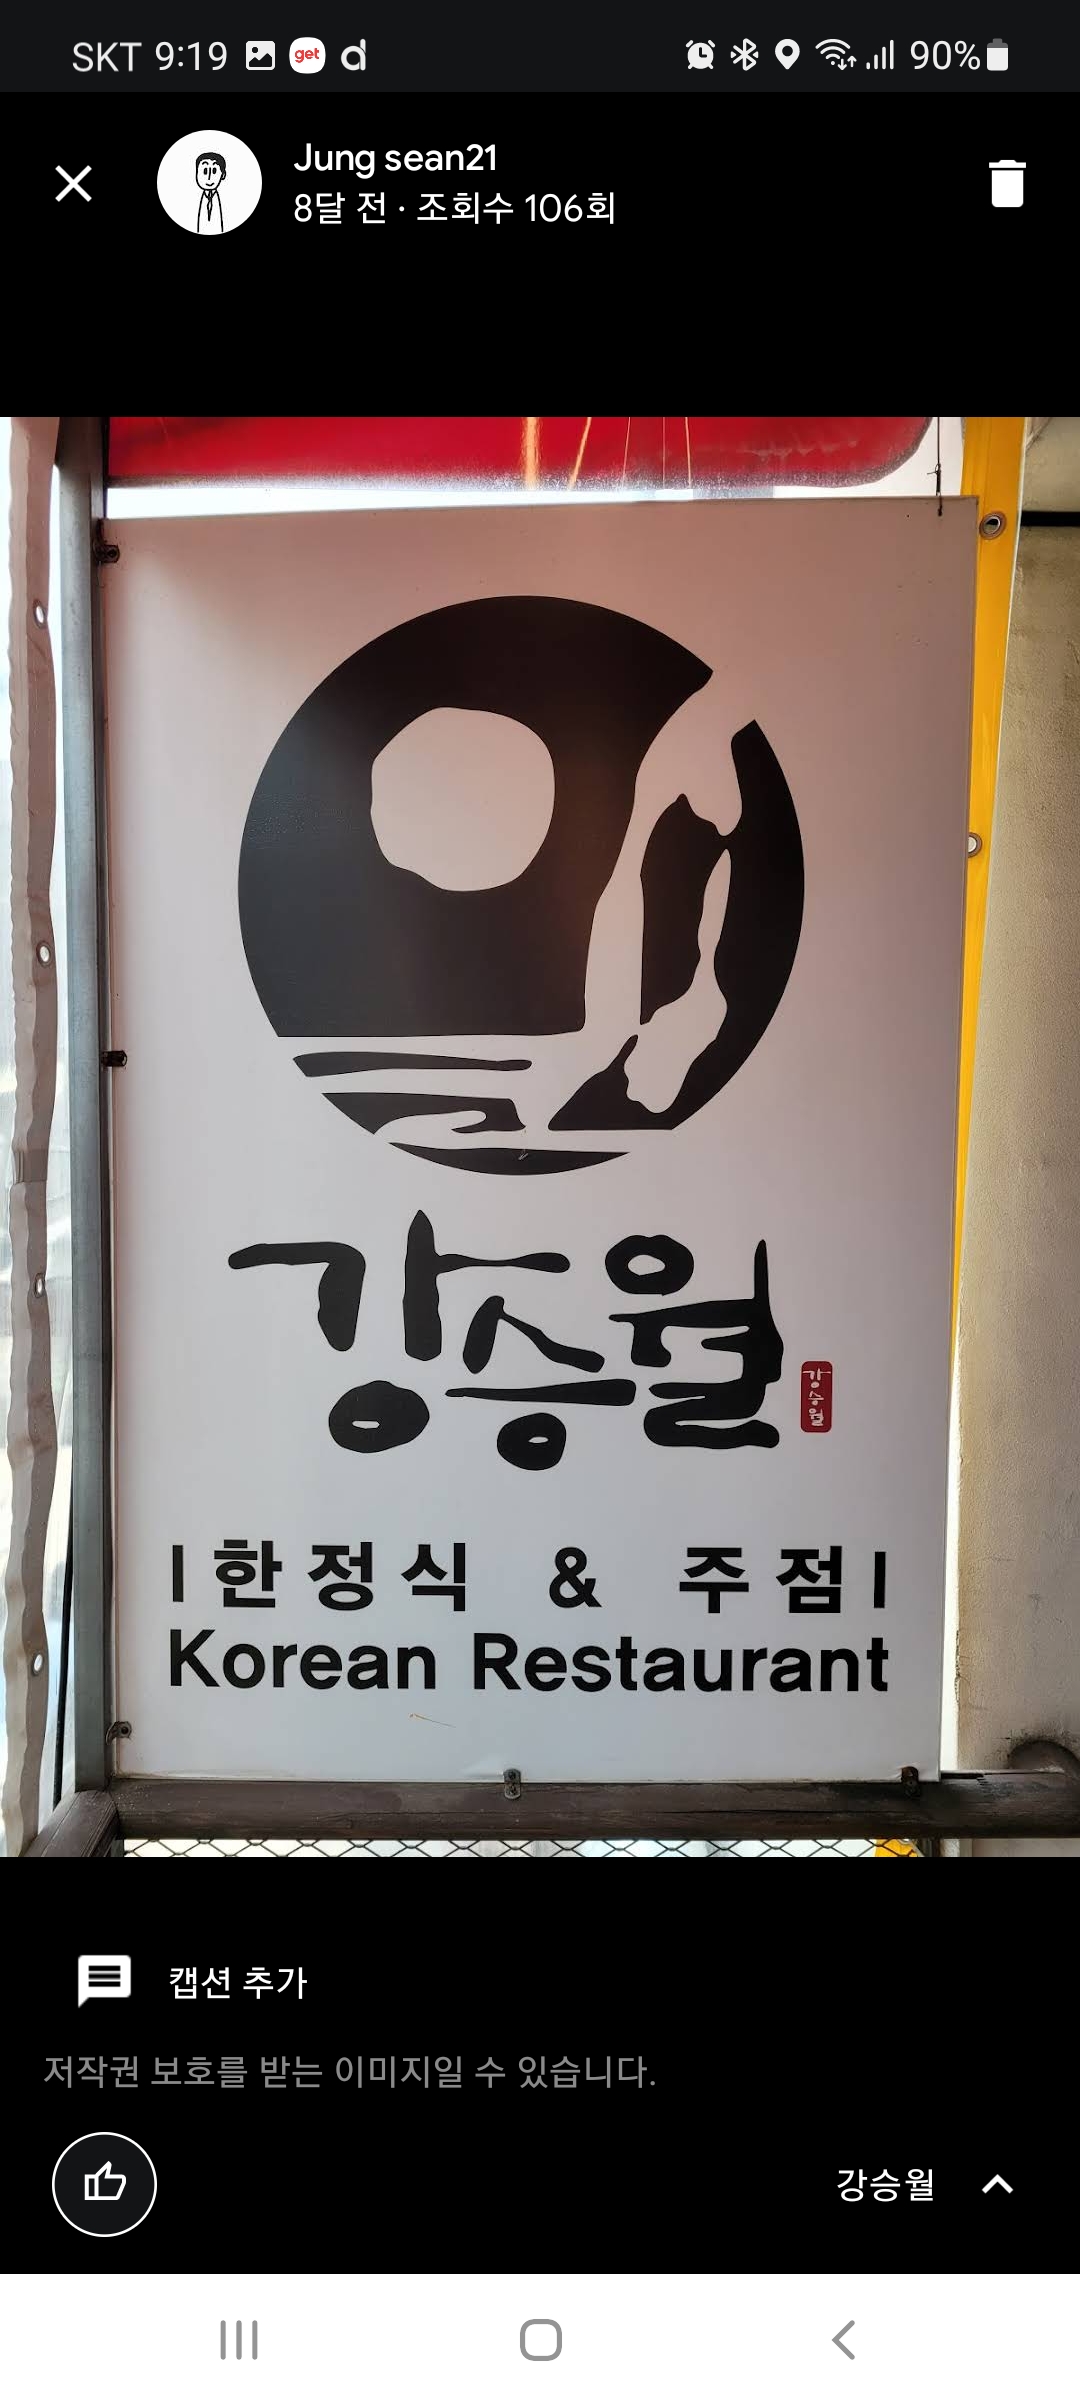 SKT 9:19 get d 90%
Jung sean21
8달 전 · 조회수 106회
강승월
강승월
I 한정식 & 주점 I
Korean Restaurant
캡션 추가
저작권 보호를 받는 이미지일 수 있습니다.
강승월